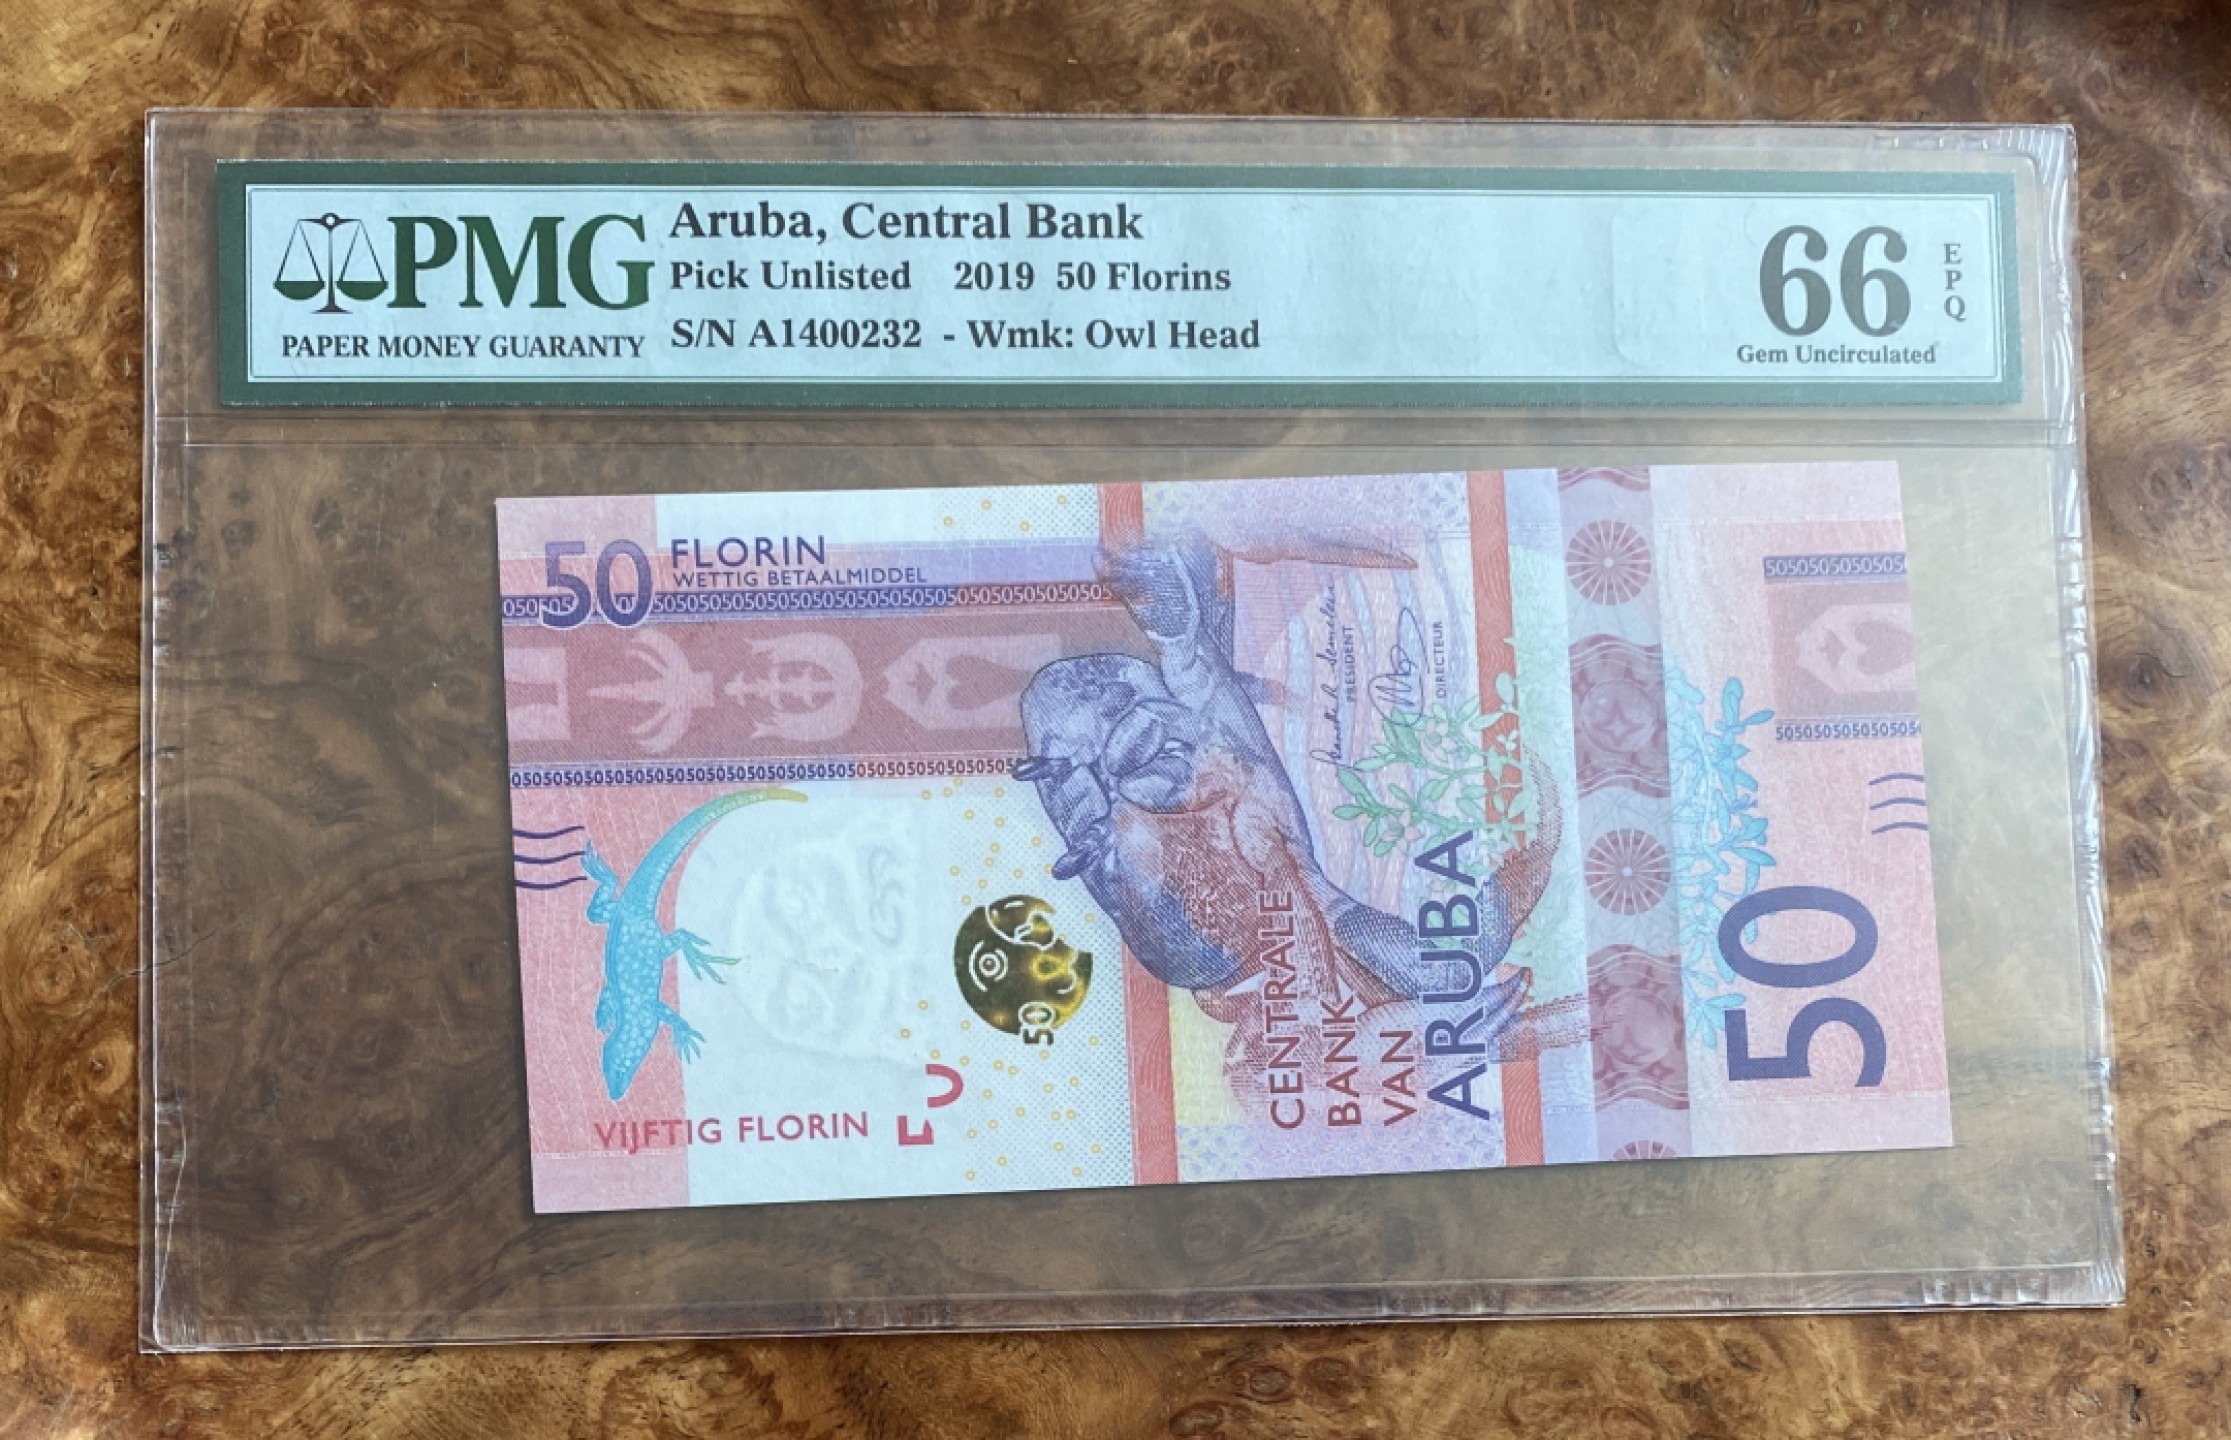 PMG
PAPER MONEY GUARANTY
Aruba, Central Bank
Pick Unlisted 2019 50 Florins
S/N A1400232 - Wmk: Owl Head
66
EPQ
Gem Uncirculated
50 FLORIN
WETTIG BETAALMIDDEL
VIJFTIG FLORIN
50
PRESIDENT
DIRECTEUR
CENTRALE
BANK
VAN
ARUBA
50